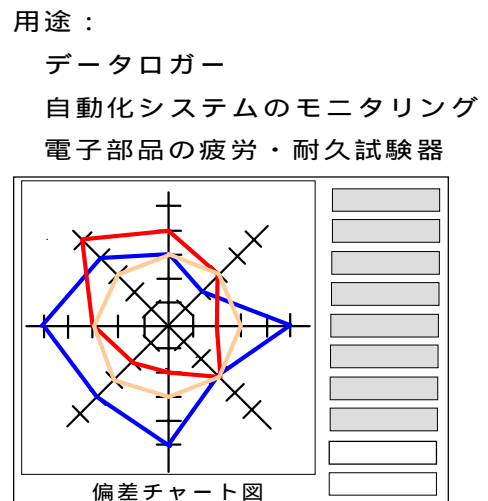 用途：
データロガー
自動化システムのモニタリング
電子部品の疲労・耐久試験器
偏差チャート図